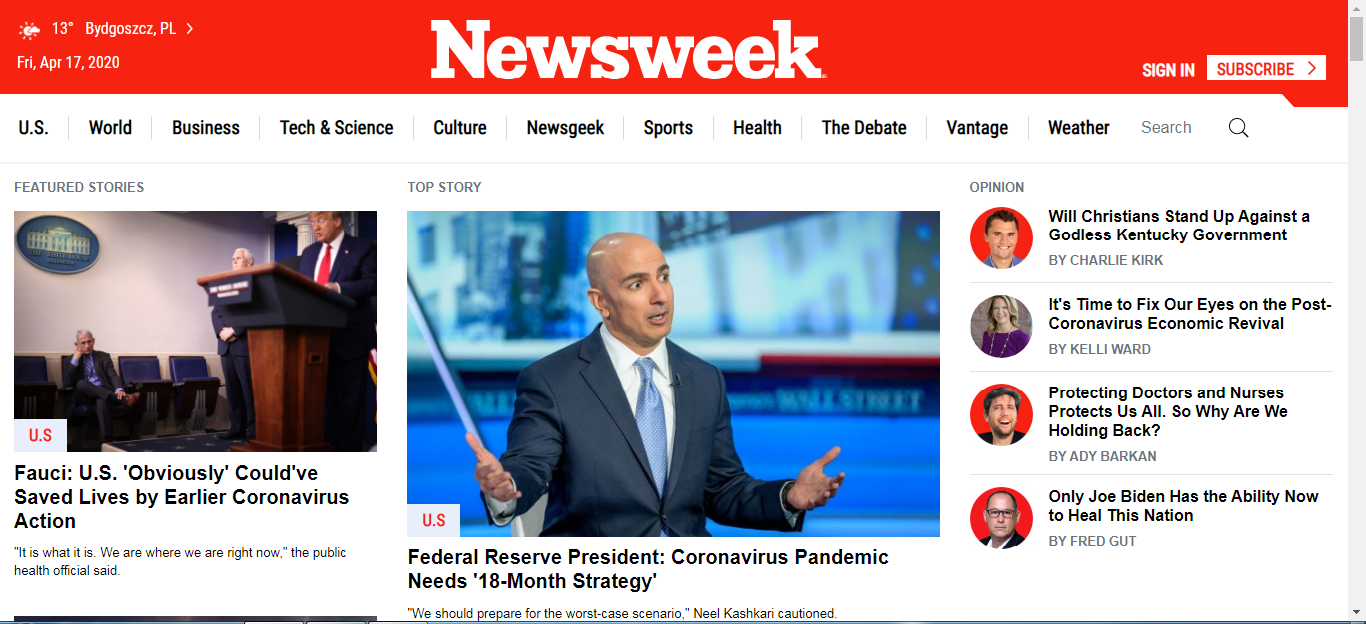 13° Bydgoszcz, PL
Fri, Apr 17, 2020
Newsweek
SIGN IN
SUBSCRIBE
U.S. World Business Tech & Science Culture Newsgeek Sports Health The Debate Vantage Weather Search
FEATURED STORIES
THE WHITE HOUSE
U.S
Fauci: U.S. 'Obviously' Could've
Saved Lives by Earlier Coronavirus
Action
"It is what it is. We are where we are right now," the public
health official said.
TOP STORY
WALL STREET
U.S
Federal Reserve President: Coronavirus Pandemic
Needs '18-Month Strategy'
"We should prepare for the worst-case scenario," Neel Kashkari cautioned.
OPINION
Will Christians Stand Up Against a
Godless Kentucky Government
BY CHARLIE KIRK
It's Time to Fix Our Eyes on the Post-
Coronavirus Economic Revival
BY KELLI WARD
Protecting Doctors and Nurses
Protects Us All. So Why Are We
Holding Back?
BY ADY BARKAN
Only Joe Biden Has the Ability Now
to Heal This Nation
BY FRED GUT